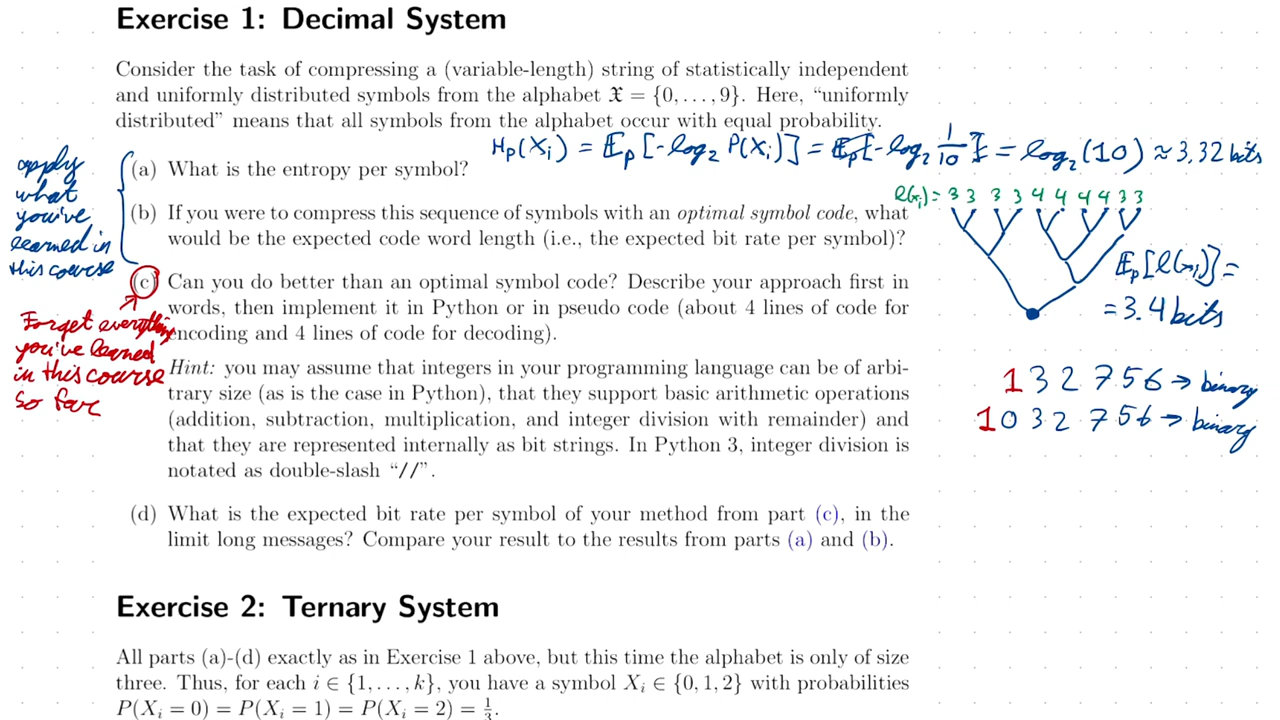 Exercise 1: Decimal System
Consider the task of compressing a (variable-length) string of statistically independent
and uniformly distributed symbols from the alphabet 𝔛 = {0, . . . , 9}. Here, “uniformly
distributed” means that all symbols from the alphabet occur with equal probability.
H_P(X_i) = 𝔼_P[-log₂ P(X_i)] = 𝔼_P[-log₂ 1/10] = log₂(10) ≈ 3,32 bits
apply
what
you've
learned in
this course
(a) What is the entropy per symbol?
(b) If you were to compress this sequence of symbols with an optimal symbol code, what
would be the expected code word length (i.e., the expected bit rate per symbol)?
ℓ(x_i) = 3 3 3 3 4 4 4 4 3 3
𝔼_P[ℓ(x_i)] =
= 3.4 bits
(c) Can you do better than an optimal symbol code? Describe your approach first in
words, then implement it in Python or in pseudo code (about 4 lines of code for
encoding and 4 lines of code for decoding).
Forget everything
you've learned
in this course
so far
Hint: you may assume that integers in your programming language can be of arbi-
trary size (as is the case in Python), that they support basic arithmetic operations
(addition, subtraction, multiplication, and integer division with remainder) and
that they are represented internally as bit strings. In Python 3, integer division is
notated as double-slash “//”.
1 3 2 7 5 6 → binary
1 0 3 2 7 5 6 → binary
(d) What is the expected bit rate per symbol of your method from part (c), in the
limit long messages? Compare your result to the results from parts (a) and (b).
Exercise 2: Ternary System
All parts (a)-(d) exactly as in Exercise 1 above, but this time the alphabet is only of size
three. Thus, for each i ∈ {1, . . . , k}, you have a symbol X_i ∈ {0, 1, 2} with probabilities
P(X_i = 0) = P(X_i = 1) = P(X_i = 2) = 1/3.